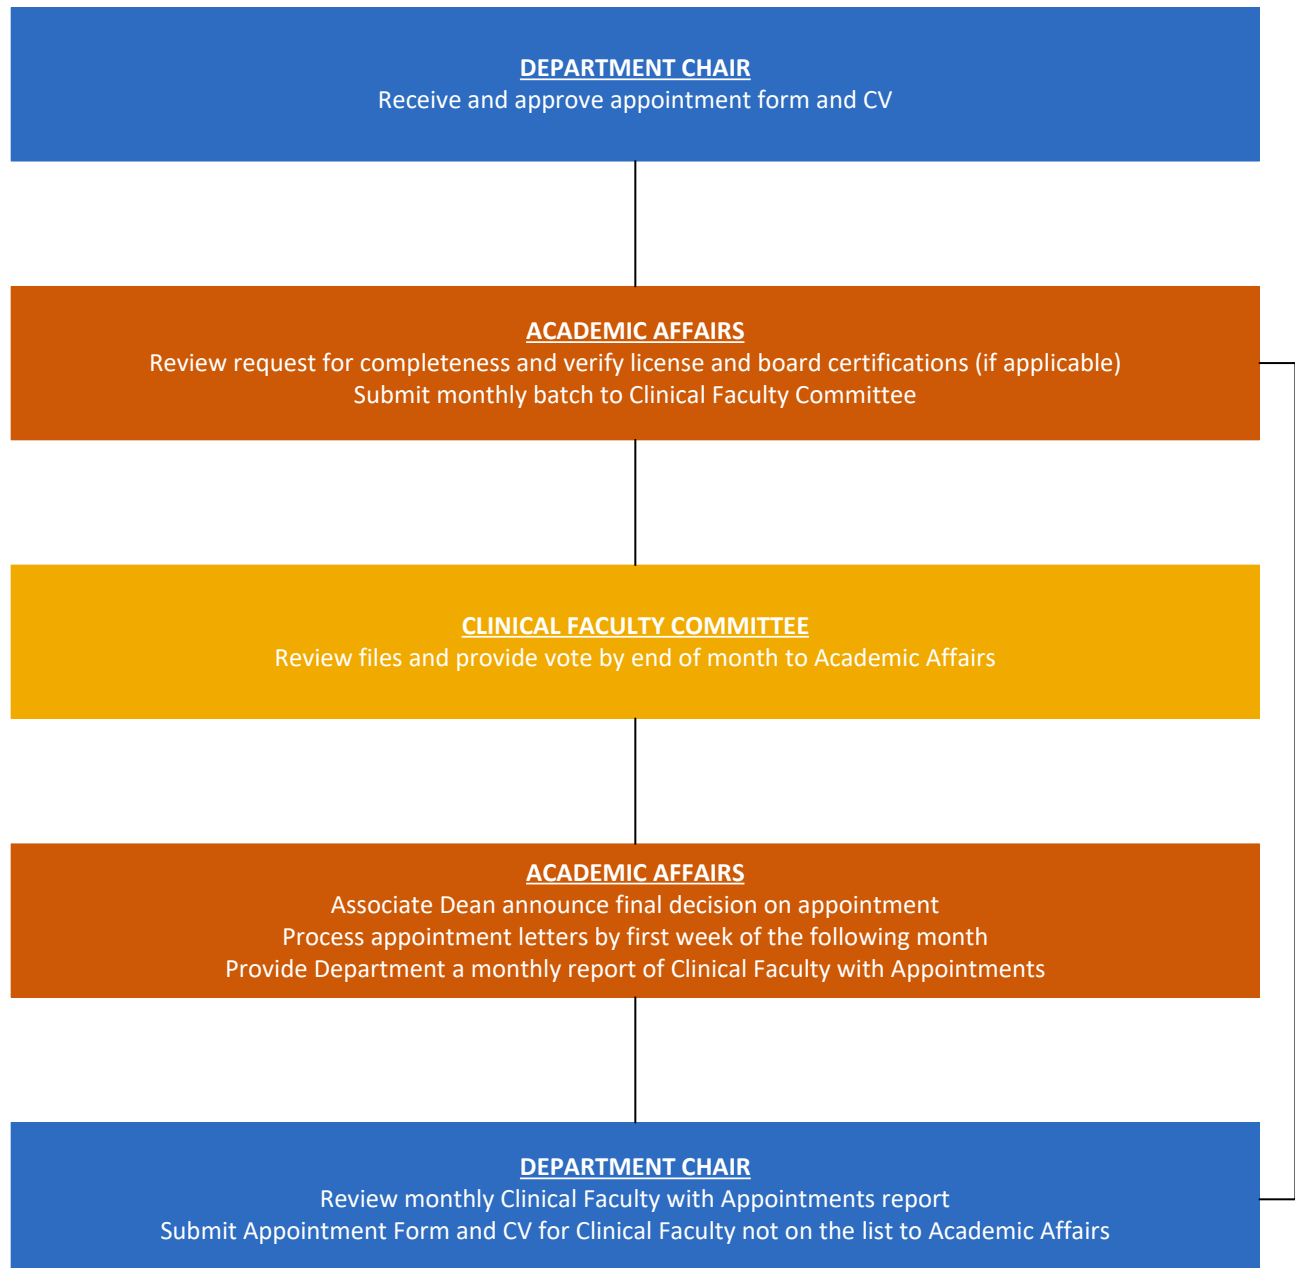 DEPARTMENT CHAIR
Receive and approve appointment form and CV
ACADEMIC AFFAIRS
Review request for completeness and verify license and board certifications (if applicable)
Submit monthly batch to Clinical Faculty Committee
CLINICAL FACULTY COMMITTEE
Review files and provide vote by end of month to Academic Affairs
ACADEMIC AFFAIRS
Associate Dean announce final decision on appointment
Process appointment letters by first week of the following month
Provide Department a monthly report of Clinical Faculty with Appointments
DEPARTMENT CHAIR
Review monthly Clinical Faculty with Appointments report
Submit Appointment Form and CV for Clinical Faculty not on the list to Academic Affairs